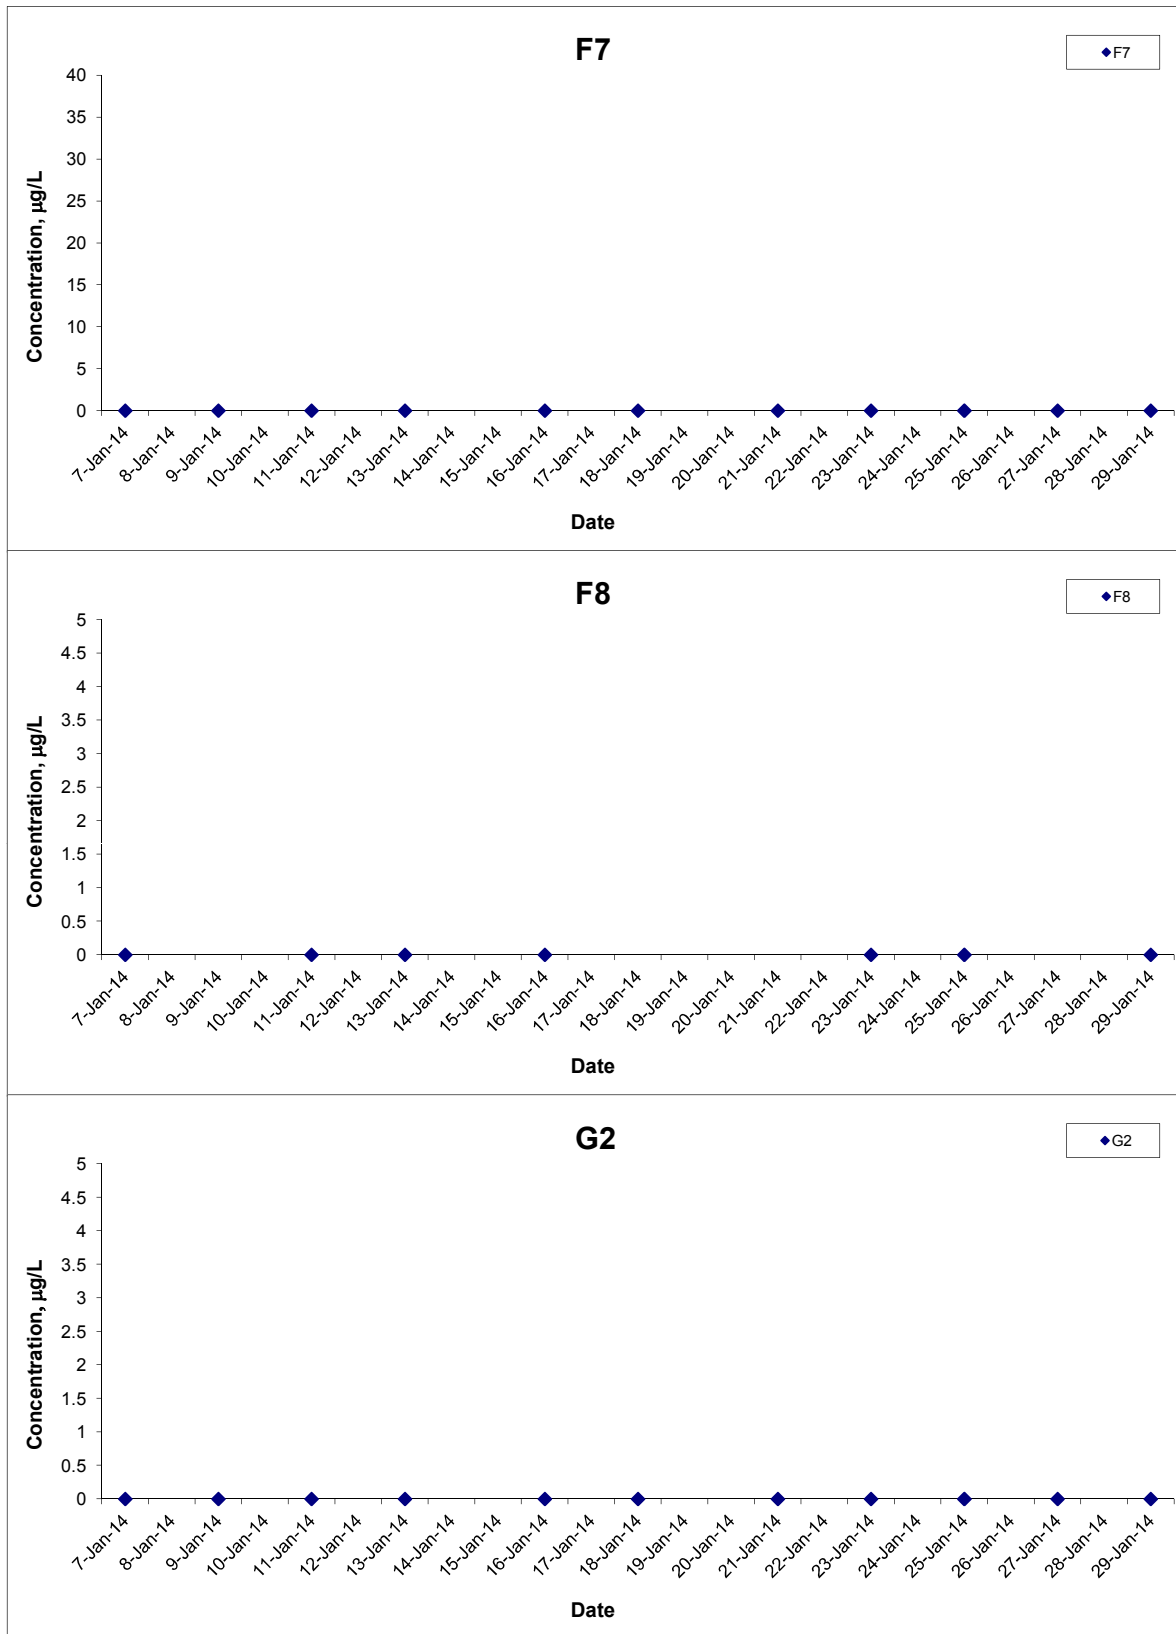 F7
F7
40
35
30
25
20
15
10
5
0
Concentration, µg/L
7-Jan-14
8-Jan-14
9-Jan-14
10-Jan-14
11-Jan-14
12-Jan-14
13-Jan-14
14-Jan-14
15-Jan-14
16-Jan-14
17-Jan-14
18-Jan-14
19-Jan-14
20-Jan-14
21-Jan-14
22-Jan-14
23-Jan-14
24-Jan-14
25-Jan-14
26-Jan-14
27-Jan-14
28-Jan-14
29-Jan-14
Date
F8
F8
5
4.5
4
3.5
3
2.5
2
1.5
1
0.5
0
Concentration, µg/L
7-Jan-14
8-Jan-14
9-Jan-14
10-Jan-14
11-Jan-14
12-Jan-14
13-Jan-14
14-Jan-14
15-Jan-14
16-Jan-14
17-Jan-14
18-Jan-14
19-Jan-14
20-Jan-14
21-Jan-14
22-Jan-14
23-Jan-14
24-Jan-14
25-Jan-14
26-Jan-14
27-Jan-14
28-Jan-14
29-Jan-14
Date
G2
G2
5
4.5
4
3.5
3
2.5
2
1.5
1
0.5
0
Concentration, µg/L
7-Jan-14
8-Jan-14
9-Jan-14
10-Jan-14
11-Jan-14
12-Jan-14
13-Jan-14
14-Jan-14
15-Jan-14
16-Jan-14
17-Jan-14
18-Jan-14
19-Jan-14
20-Jan-14
21-Jan-14
22-Jan-14
23-Jan-14
24-Jan-14
25-Jan-14
26-Jan-14
27-Jan-14
28-Jan-14
29-Jan-14
Date